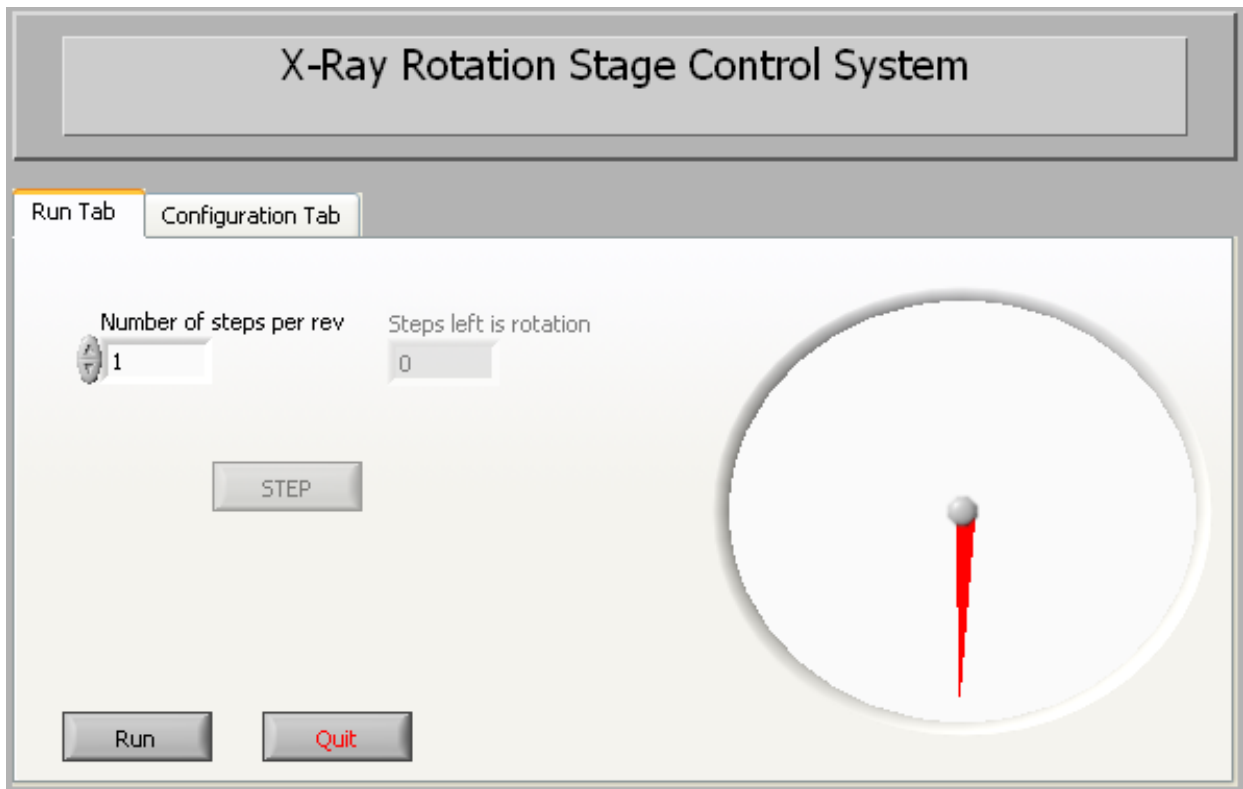 X-Ray Rotation Stage Control System
Run Tab
Configuration Tab
Number of steps per rev
Steps left is rotation
1
0
STEP
Run
Quit